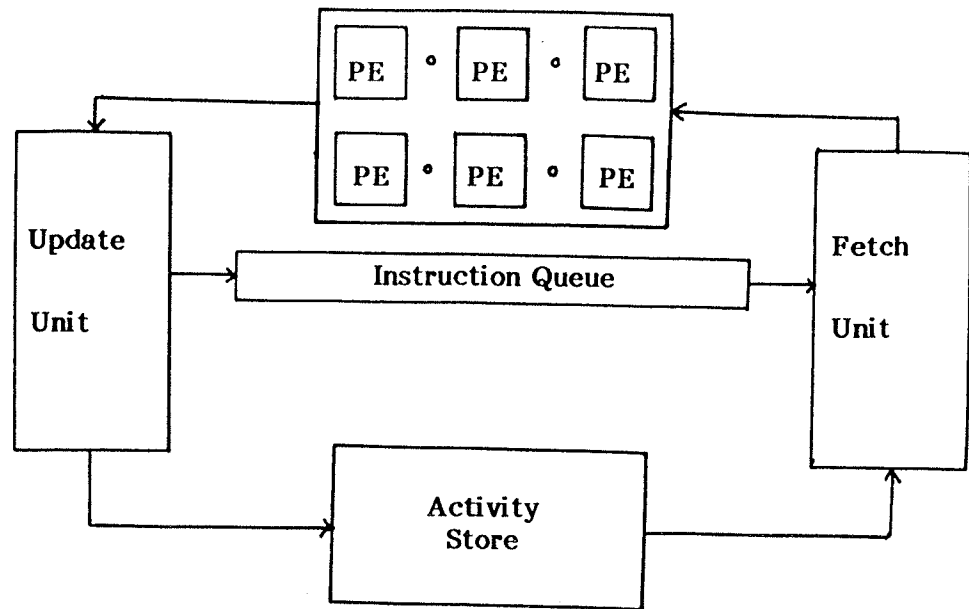 PE PE PE
PE PE PE
Update
Unit
Instruction Queue
Fetch
Unit
Activity
Store